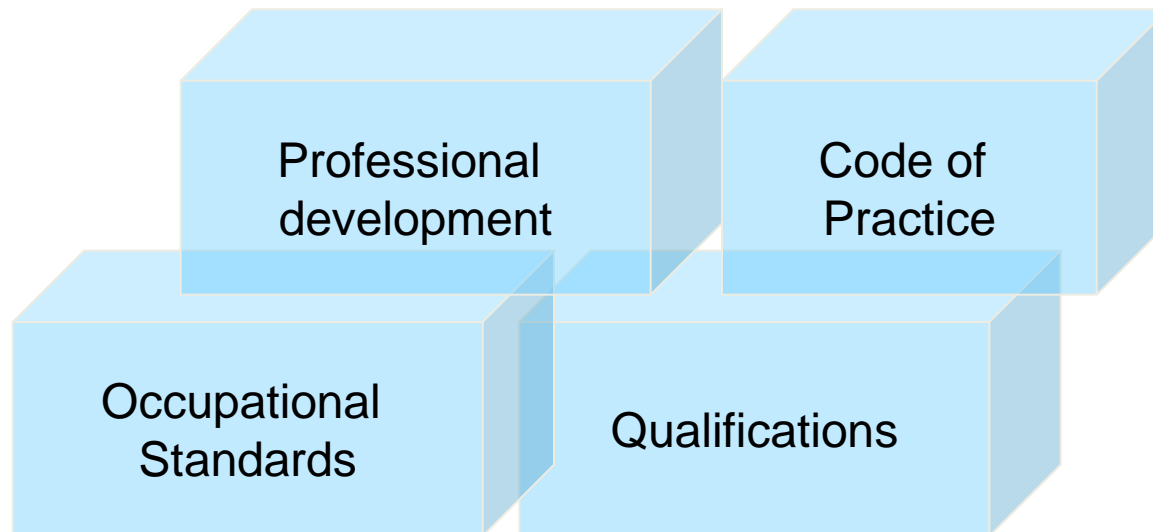 Professional
development
Code of
Practice
Occupational
Standards
Qualifications